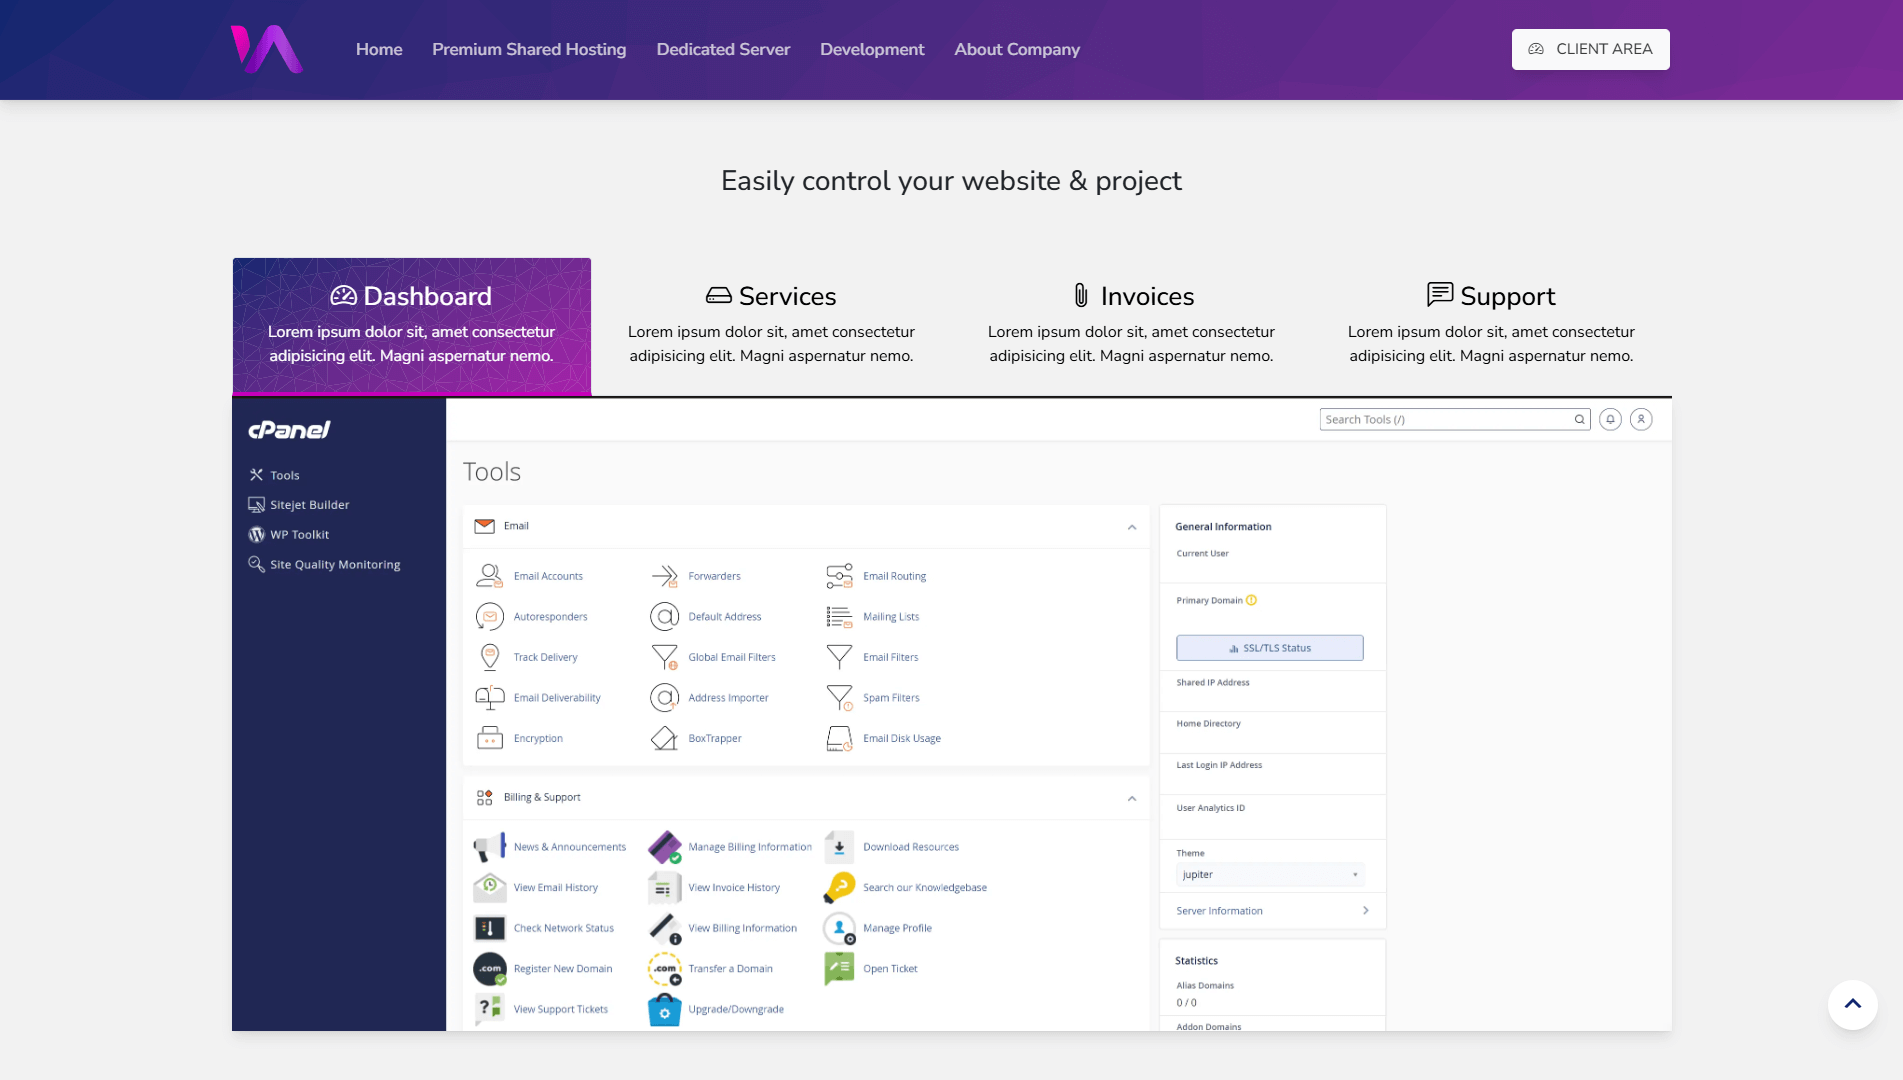 Home
Premium Shared Hosting
Dedicated Server
Development
About Company
CLIENT AREA
Easily control your website & project
Dashboard
Lorem ipsum dolor sit, amet consectetur
adipisicing elit. Magni aspernatur nemo.
Services
Lorem ipsum dolor sit, amet consectetur
adipisicing elit. Magni aspernatur nemo.
Invoices
Lorem ipsum dolor sit, amet consectetur
adipisicing elit. Magni aspernatur nemo.
Support
Lorem ipsum dolor sit, amet consectetur
adipisicing elit. Magni aspernatur nemo.
cPanel
Tools
Sitejet Builder
WP Toolkit
Site Quality Monitoring
Search Tools (/)
Tools
Email
Email Accounts
Forwarders
Email Routing
Autoresponders
Default Address
Mailing Lists
Track Delivery
Global Email Filters
Email Filters
Email Deliverability
Address Importer
Spam Filters
Encryption
BoxTrapper
Email Disk Usage
Billing & Support
News & Announcements
Manage Billing Information
Download Resources
View Email History
View Invoice History
Search our Knowledgebase
Check Network Status
View Billing Information
Manage Profile
.com
Register New Domain
.com
Transfer a Domain
Open Ticket
View Support Tickets
Upgrade/Downgrade
General Information
Current User
Primary Domain
SSL/TLS Status
Shared IP Address
Home Directory
Last Login IP Address
User Analytics ID
Theme
jupiter
Server Information
Statistics
Alias Domains
0 / 0
Addon Domains